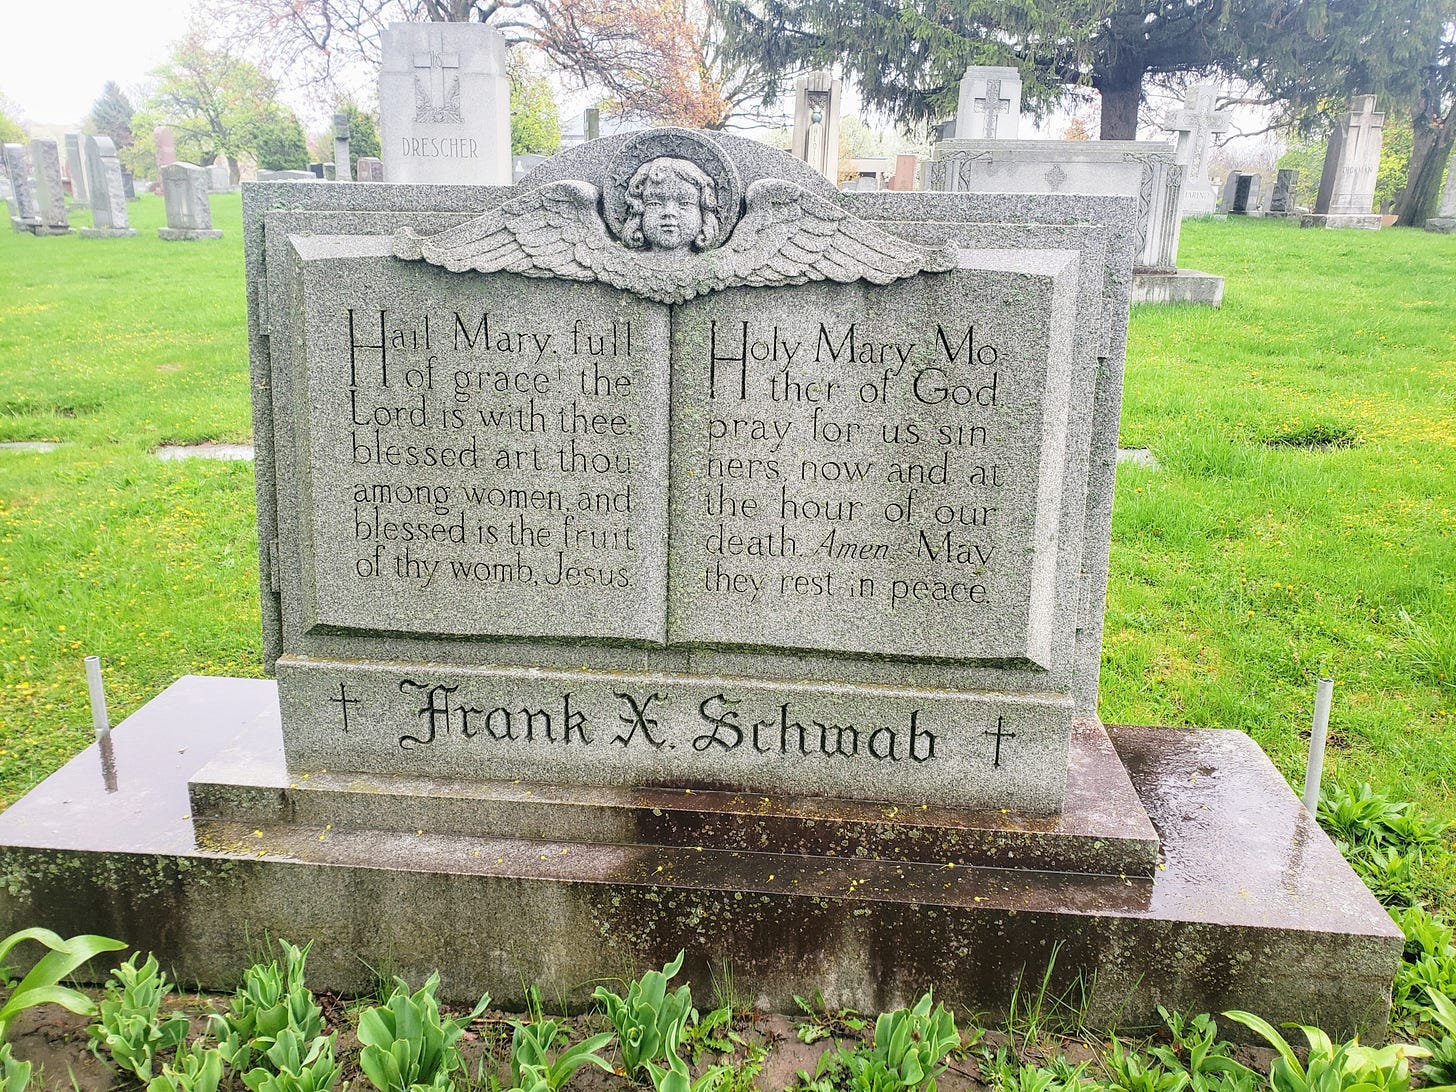 DRESCHER
Hail Mary, full
of grace! the
Lord is with thee;
blessed art thou
among women, and
blessed is the fruit
of thy womb, Jesus.
Holy Mary, Mo
ther of God
pray for us sin
ners, now and at
the hour of our
death. Amen. May
they rest in peace.
Frank X. Schwab